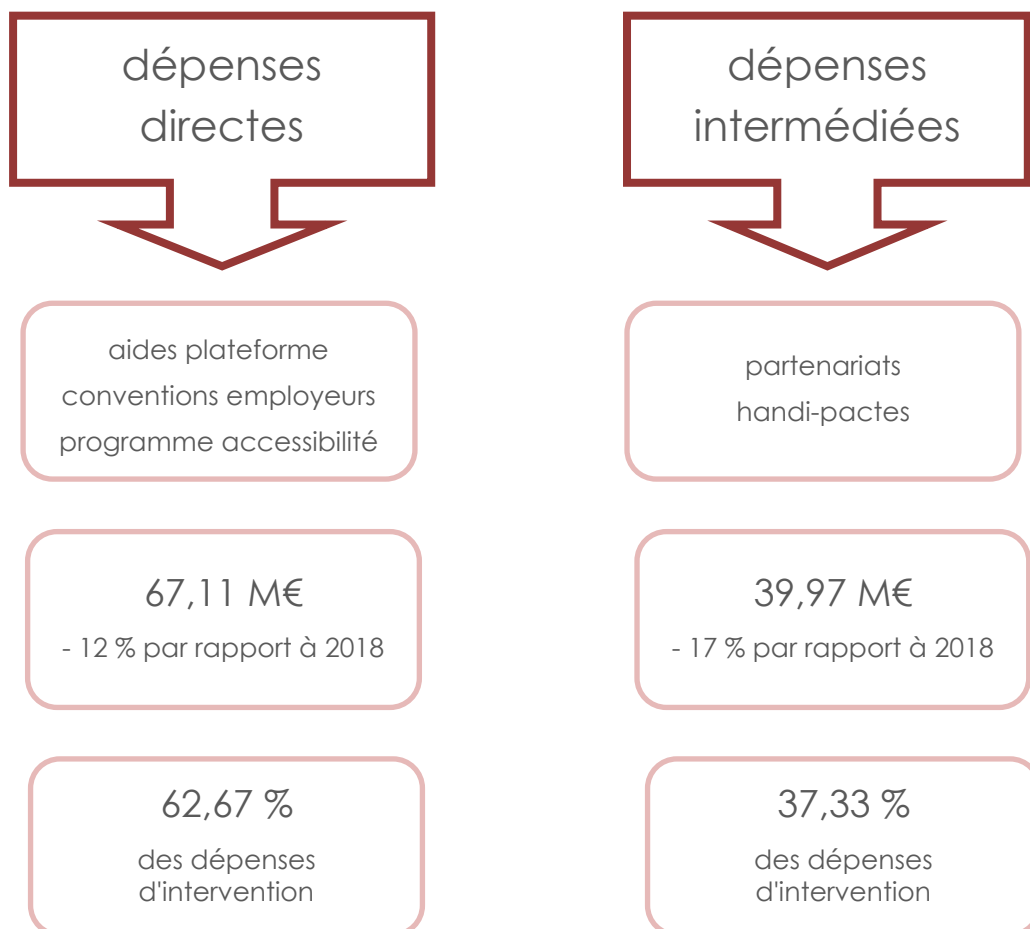 dépenses
directes
aides plateforme
conventions employeurs
programme accessibilité
67,11 M€
- 12 % par rapport à 2018
62,67 %
des dépenses
d'intervention
dépenses
intermédiées
partenariats
handi-pactes
39,97 M€
- 17 % par rapport à 2018
37,33 %
des dépenses
d'intervention